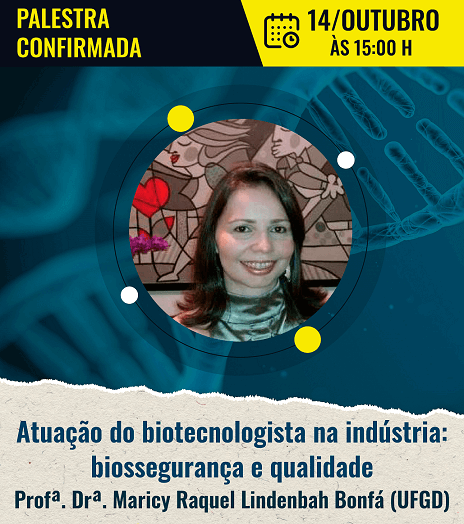 PALESTRA
CONFIRMADA
14/OUTUBRO
ÀS 15:00 H
Atuação do biotecnologista na indústria:
biossegurança e qualidade
Profª. Drª. Maricy Raquel Lindenbah Bonfá (UFGD)